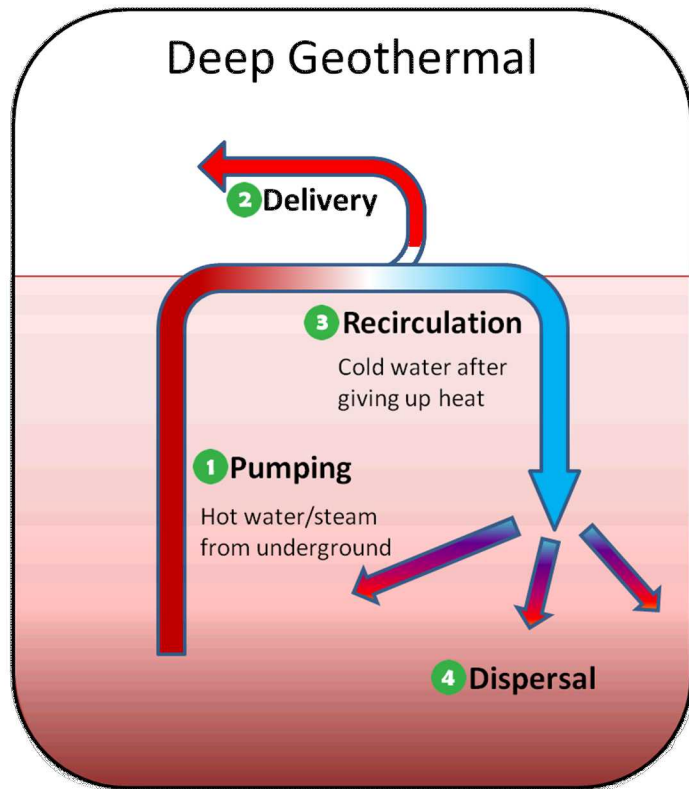 Deep Geothermal
2 Delivery
3 Recirculation
Cold water after
giving up heat
1 Pumping
Hot water/steam
from underground
4 Dispersal